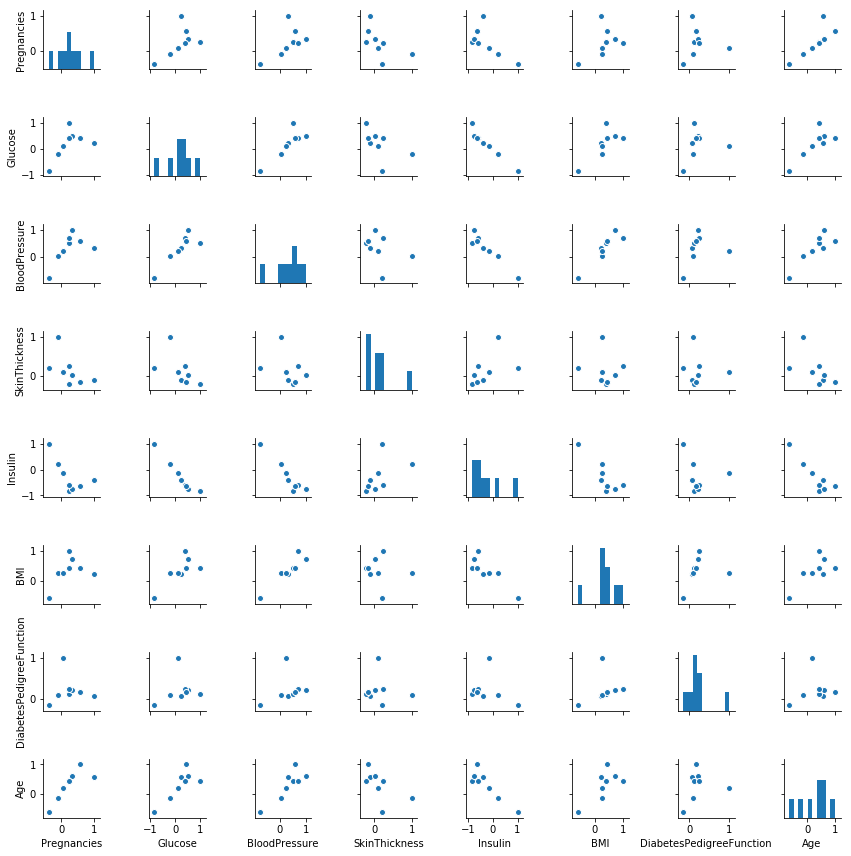 Pregnancies
1
0
Glucose
1
0
−1
BloodPressure
1
0
SkinThickness
1
0
Insulin
1
0
−1
BMI
1
0
DiabetesPedigreeFunction
1
0
Age
1
0
0 1 −1 0 1 0 1 0 1 −1 0 1 0 1 0 1 0 1
Pregnancies Glucose BloodPressure SkinThickness Insulin BMI DiabetesPedigreeFunction Age